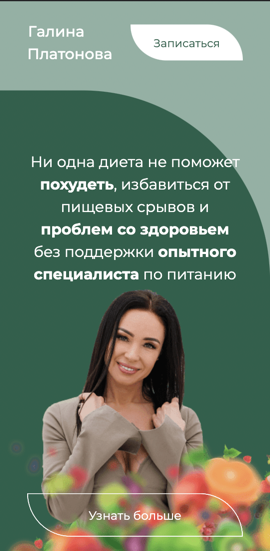 Галина
Платонова
Записаться
Ни одна диета не поможет
похудеть, избавиться от
пищевых срывов и
проблем со здоровьем
без поддержки опытного
специалиста по питанию
Узнать больше